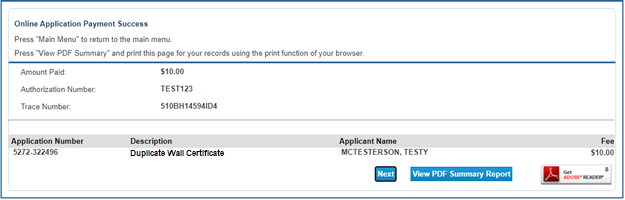 Online Application Payment Success
Press "Main Menu" to return to the main menu.
Press "View PDF Summary" and print this page for your records using the print function of your browser.
Amount Paid: $10.00
Authorization Number: TEST123
Trace Number: 510BH14594ID4
Application Number Description Applicant Name Fee
5272-322496 Duplicate Wall Certificate MCTESTERSON, TESTY $10.00
Next View PDF Summary Report Get
ADOBE® READER®